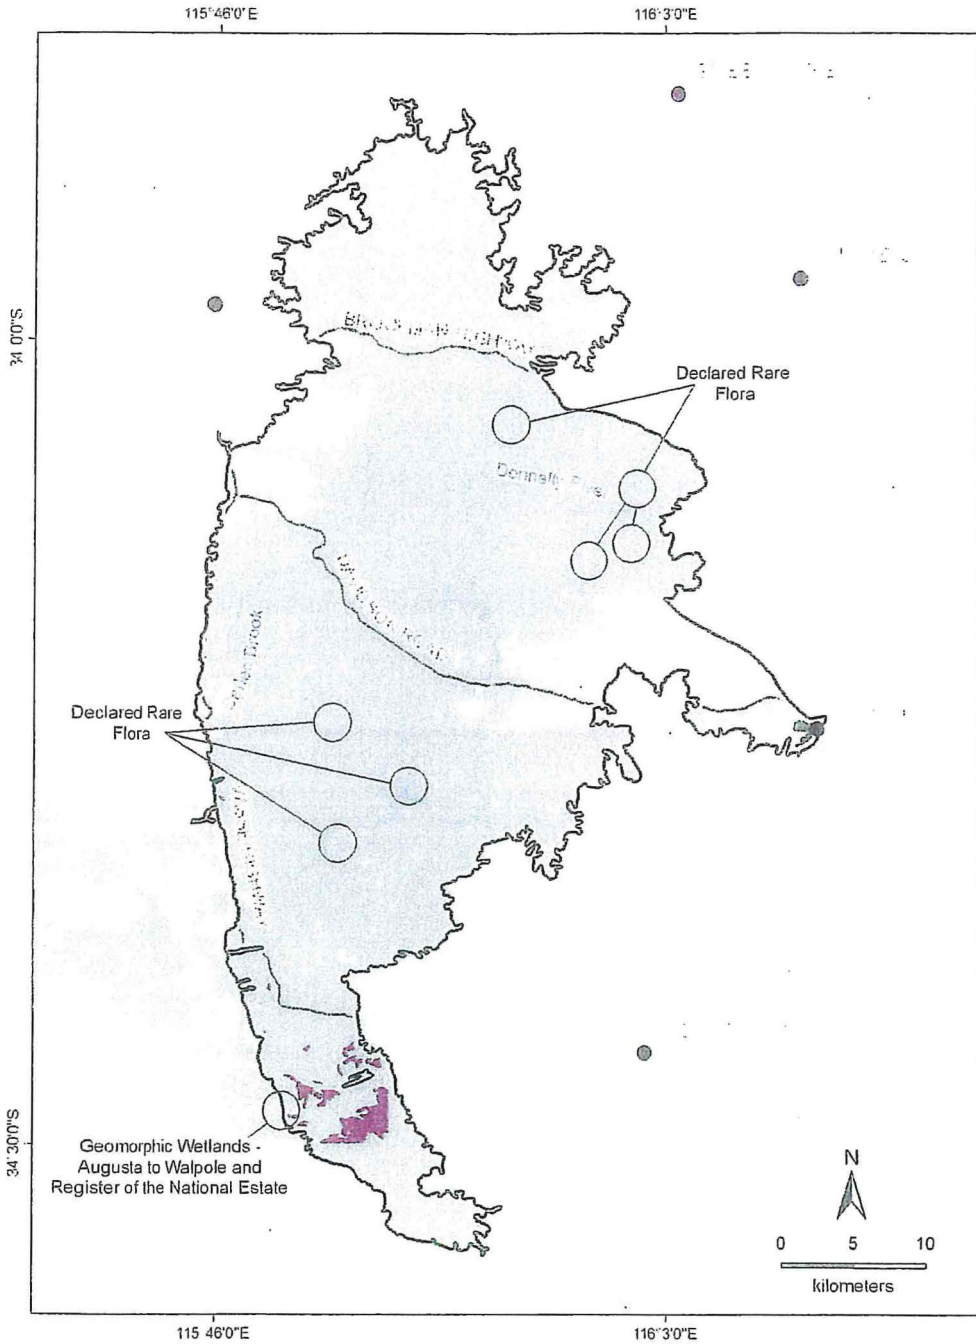 115°46'0"E
116°3'0"E
34°0'0"S
Declared Rare
Flora
Donnelly River
Declared Rare
Flora
34°30'0"S
Geomorphic Wetlands -
Augusta to Walpole and
Register of the National Estate
N
0 5 10
kilometers
115°46'0"E
116°3'0"E